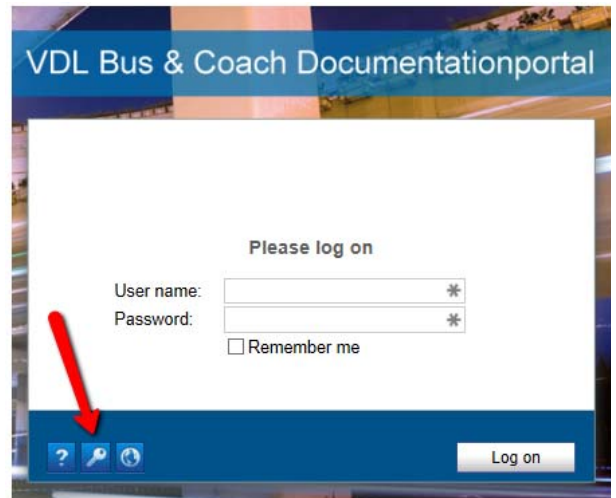 VDL Bus & Coach Documentationportal
Please log on
User name: *
Password: *
Remember me
? Log on